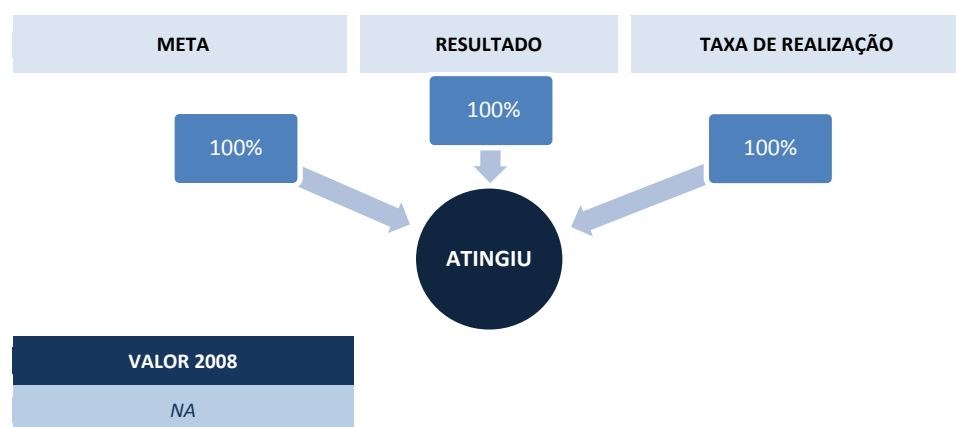 META
RESULTADO
TAXA DE REALIZAÇÃO
100%
100%
100%
ATINGIU
VALOR 2008
NA